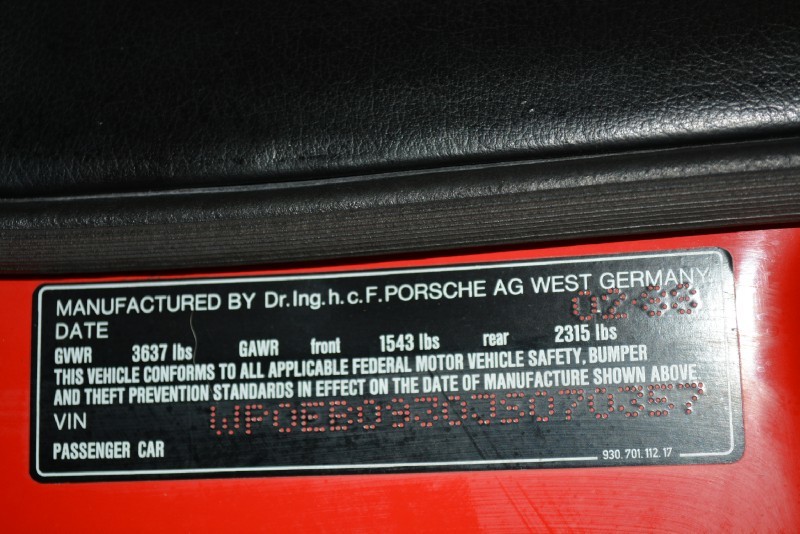 MANUFACTURED BY Dr.Ing.h.c.F.PORSCHE AG WEST GERMANY
DATE 02-88
GVWR 3637 lbs GAWR front 1543 lbs rear 2315 lbs
THIS VEHICLE CONFORMS TO ALL APPLICABLE FEDERAL MOTOR VEHICLE SAFETY, BUMPER
AND THEFT PREVENTION STANDARDS IN EFFECT ON THE DATE OF MANUFACTURE SHOWN ABOVE
VIN WP0EB0930JS070357
PASSENGER CAR 930.701.112.17